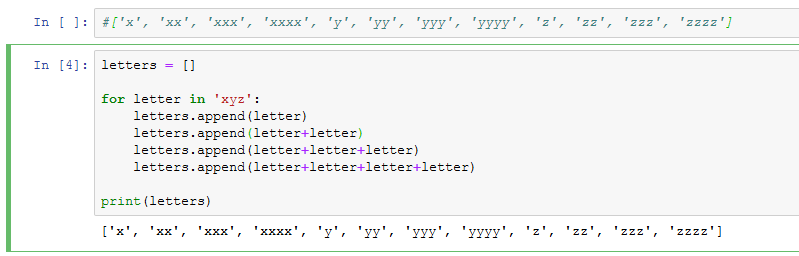 In [ ]: #['x', 'xx', 'xxx', 'xxxx', 'y', 'yy', 'yyy', 'yyyy', 'z', 'zz', 'zzz', 'zzzz']
In [4]: letters = []
for letter in 'xyz':
    letters.append(letter)
    letters.append(letter+letter)
    letters.append(letter+letter+letter)
    letters.append(letter+letter+letter+letter)
print(letters)
['x', 'xx', 'xxx', 'xxxx', 'y', 'yy', 'yyy', 'yyyy', 'z', 'zz', 'zzz', 'zzzz']